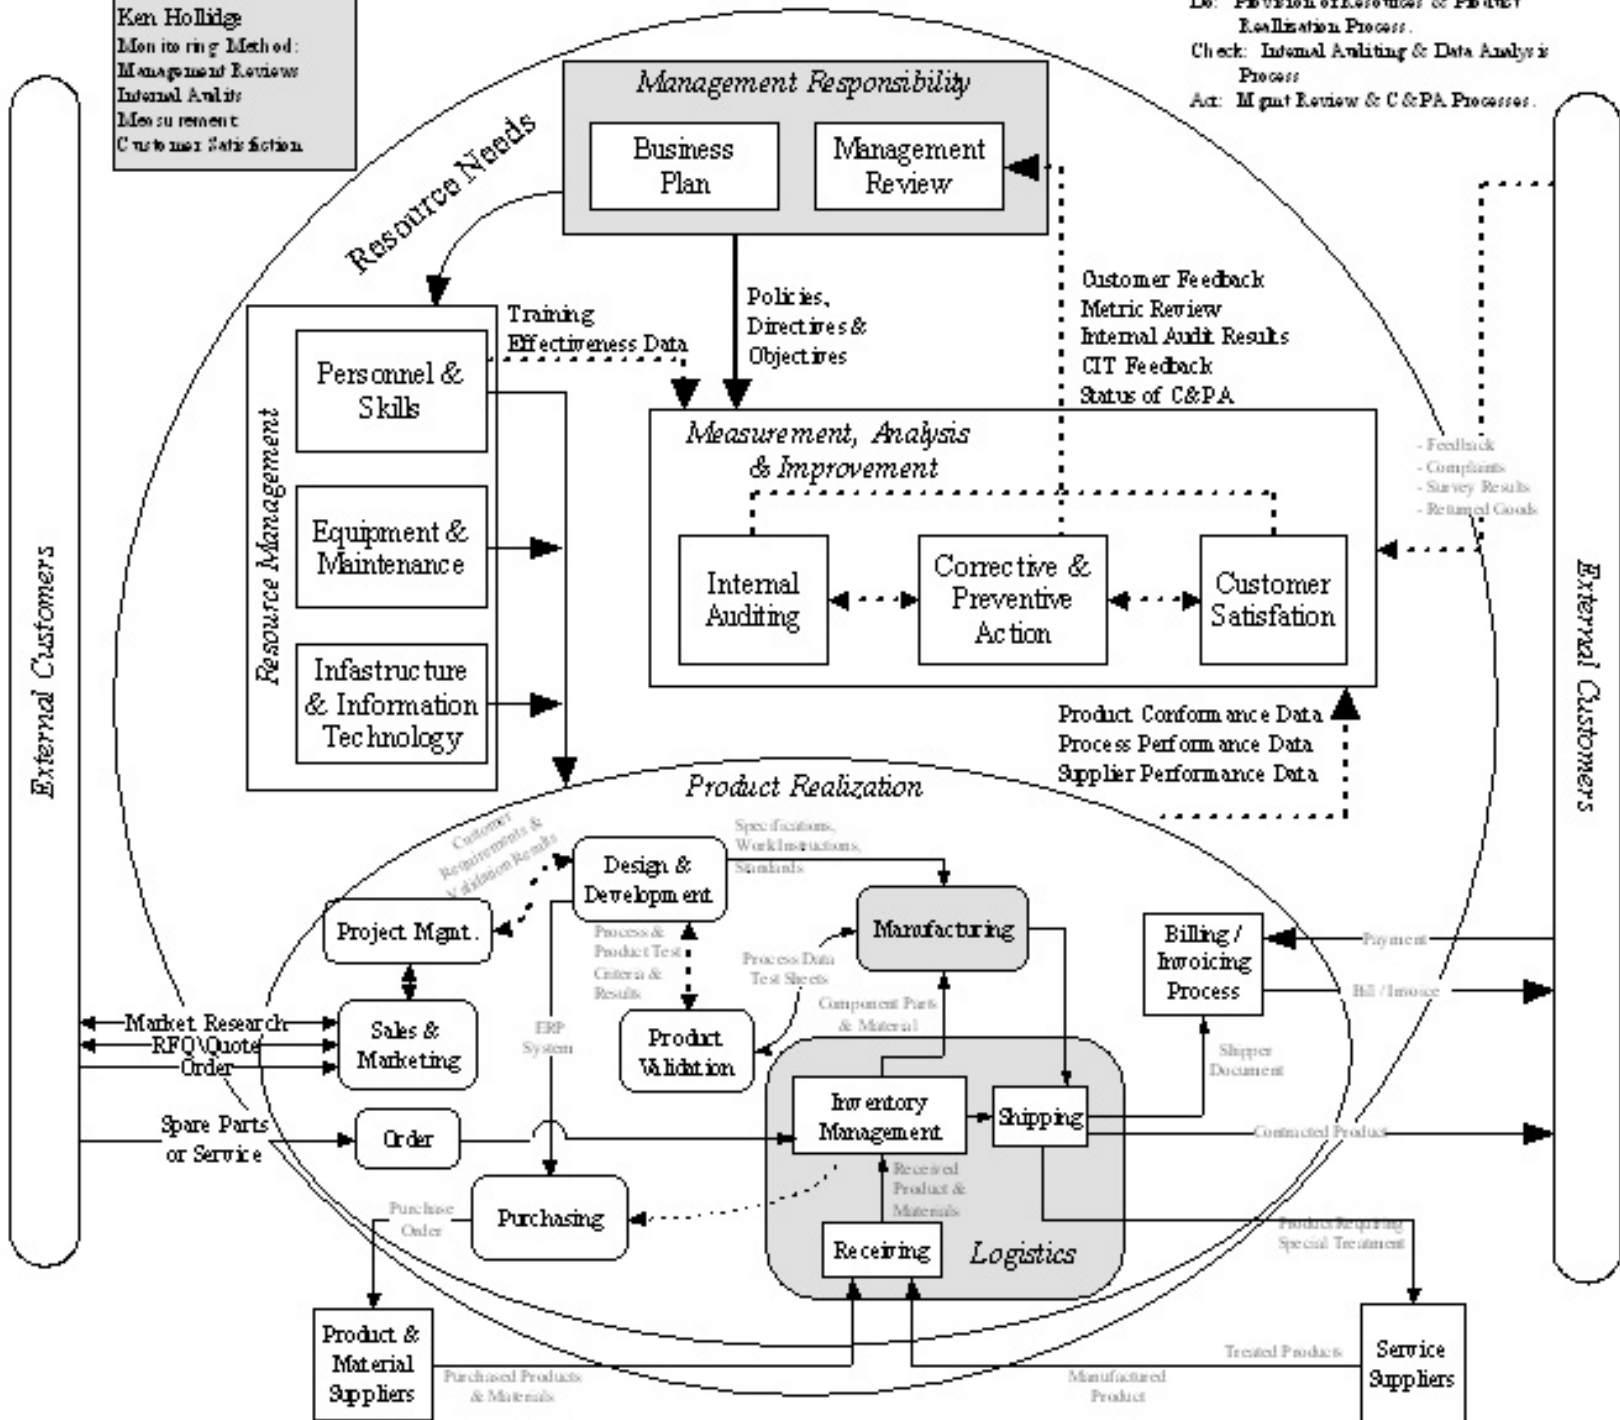 Ken Hollidge
Monitoring Method:
Management Reviews
Internal Audits
Measurement
Customer Satisfiction
Do: Provision of Resources & Product
Reallization Process.
Check: Internal Auditing & Data Analysis
Process
Act: Mgmt Review & C&PA Processes.
Management Responsibility
Business
Plan
Management
Review
Resource Needs
Training
Effectiveness Data
Policies,
Directives &
Objectives
Customer Feedback
Metric Review
Internal Audit Results
CIT Feedback
Status of C&PA
Resource Management
Personnel &
Skills
Equipment &
Maintenance
Infastructure
& Information
Technology
Measurement, Analysis
& Improvement
Internal
Auditing
Corrective &
Preventive
Action
Customer
Satisfation
- Feedback
- Complaints
- Survey Results
- Returned Goods
External Customers
External Customers
Product Conformance Data
Process Performance Data
Supplier Performance Data
Product Realization
Customer
Requirements &
Validation Results
Design &
Development
Specifications,
Work Instructions,
Standards
Project Mgmt.
Process &
Product Test
Criteria &
Results
Process Data
Test Sheets
Manufacturing
Billing /
Invoicing
Process
Payment
Bill / Invoice
Market Research
RFQ\Quote
Order
Sales &
Marketing
ERP
System
Product
Validation
Component Parts
& Material
Shipper
Document
Inventory
Management
Shipping
Spare Parts
or Service
Order
Contracted Product
Received
Product &
Materials
Purchase
Order
Purchasing
Receiving
Logistics
Product Requiring
Special Treatment
Product &
Material
Suppliers
Purchased Products
& Materials
Manufactured
Product
Treated Products
Service
Suppliers